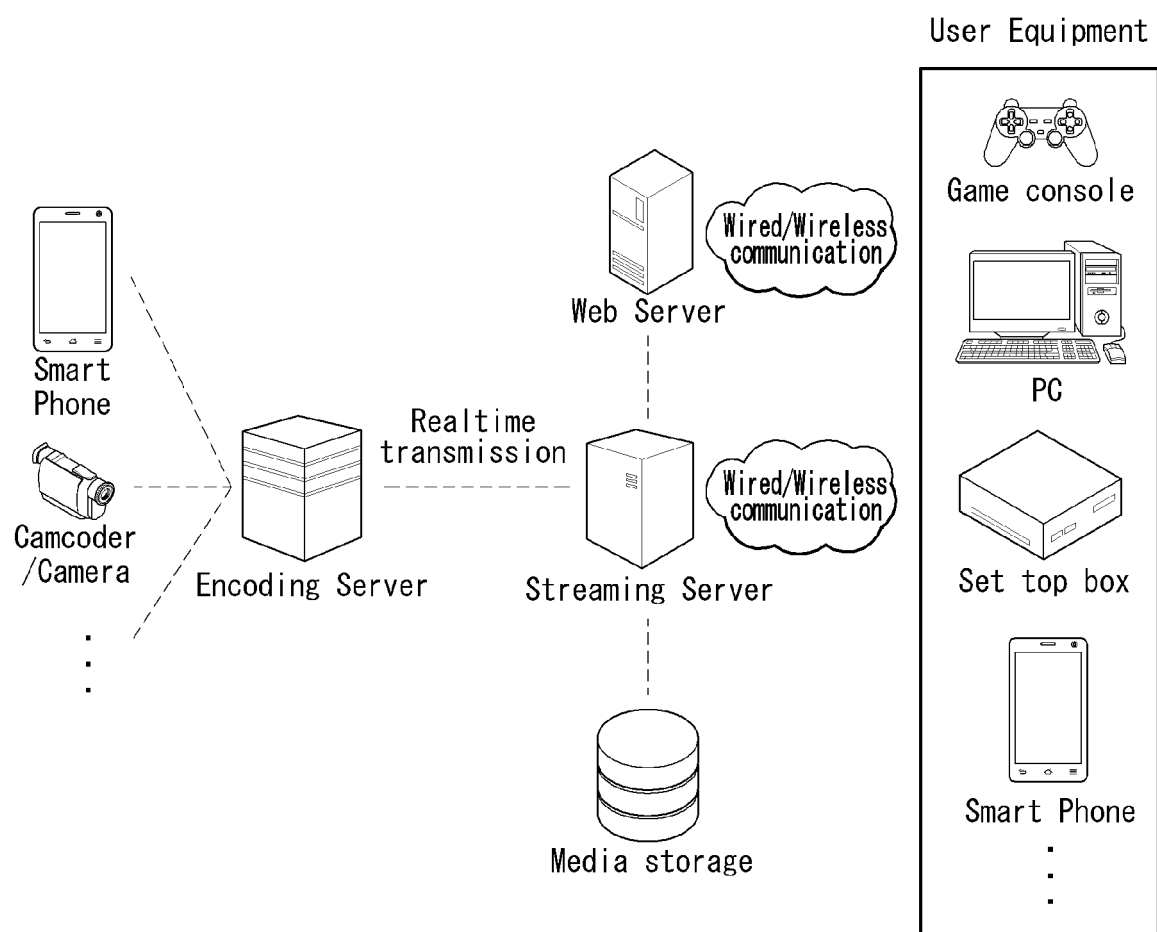 User Equipment
Game console
Wired/Wireless
communication
Web Server
PC
Smart
Phone
Realtime
transmission
Wired/Wireless
communication
Camcoder
/Camera
Encoding Server
Streaming Server
Set top box
Smart Phone
Media storage